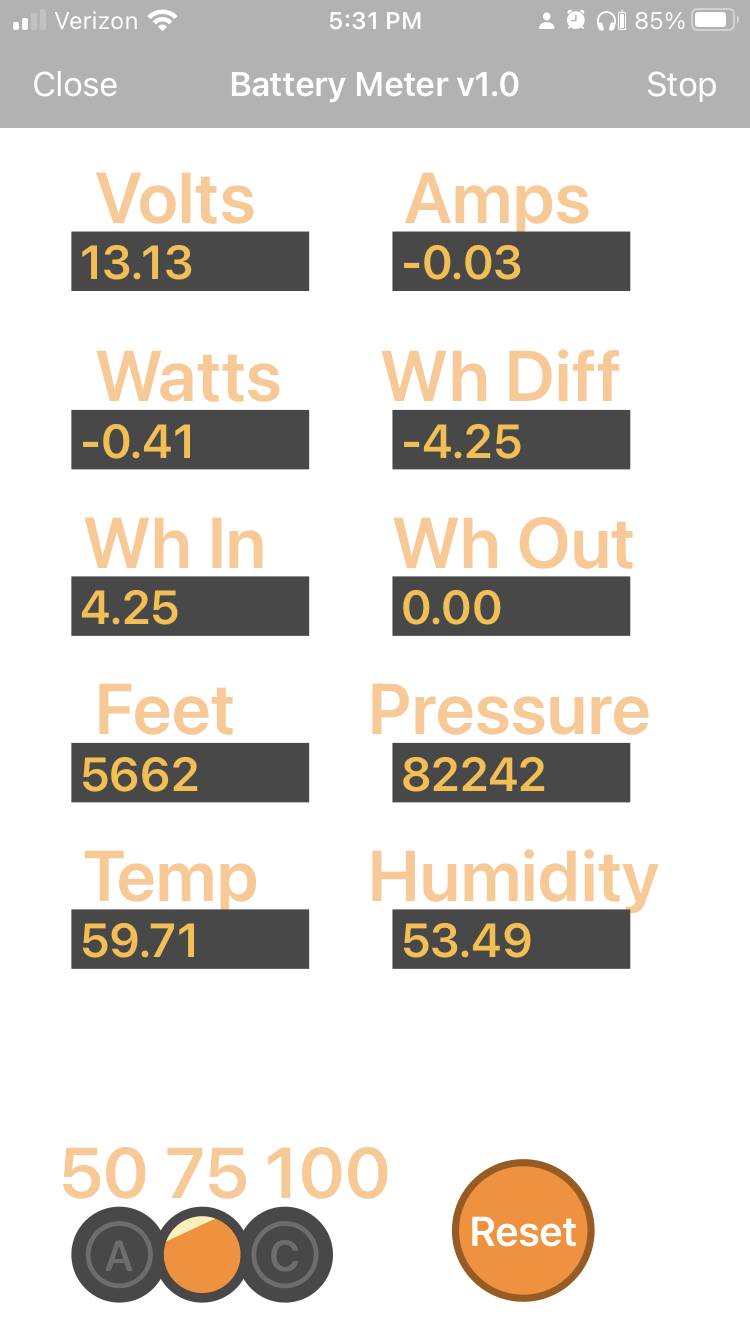 Verizon 5:31 PM 85%
Close Battery Meter v1.0 Stop
Volts Amps
13.13 -0.03
Watts Wh Diff
-0.41 -4.25
Wh In Wh Out
4.25 0.00
Feet Pressure
5662 82242
Temp Humidity
59.71 53.49
50 75 100
A C Reset